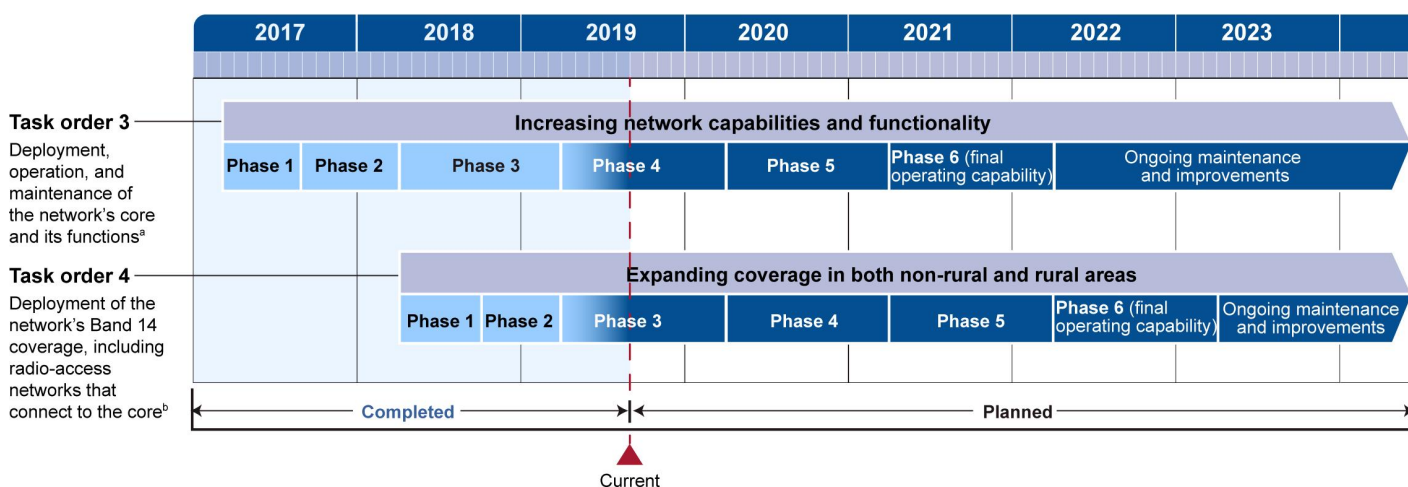 2017 2018 2019 2020 2021 2022 2023
Task order 3
Deployment,
operation, and
maintenance of
the network's core
and its functionsᵃ
Increasing network capabilities and functionality
Phase 1 Phase 2 Phase 3 Phase 4 Phase 5 Phase 6 (final
operating capability) Ongoing maintenance
and improvements
Task order 4
Deployment of the
network's Band 14
coverage, including
radio-access
networks that
connect to the coreᵇ
Expanding coverage in both non-rural and rural areas
Phase 1 Phase 2 Phase 3 Phase 4 Phase 5 Phase 6 (final
operating capability) Ongoing maintenance
and improvements
Completed Planned
Current